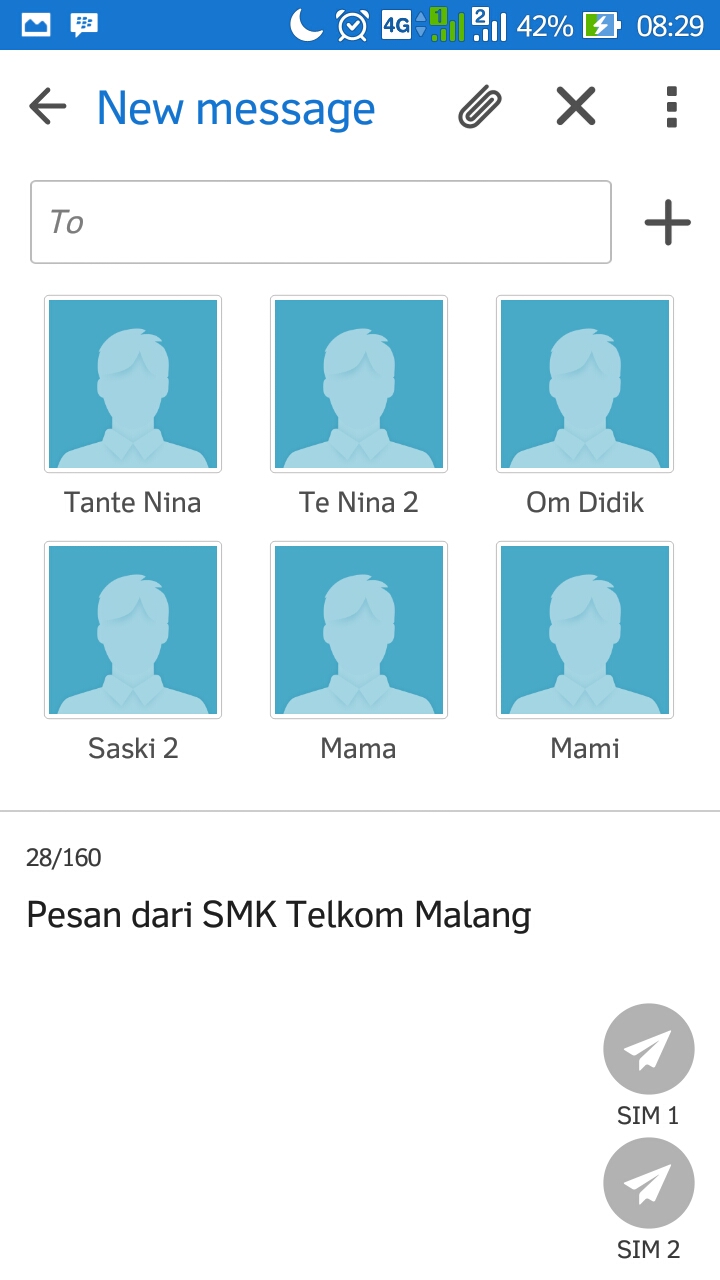 4G 1 2 42% 08:29
New message
To
Tante Nina Te Nina 2 Om Didik
Saski 2 Mama Mami
28/160
Pesan dari SMK Telkom Malang
SIM 1
SIM 2